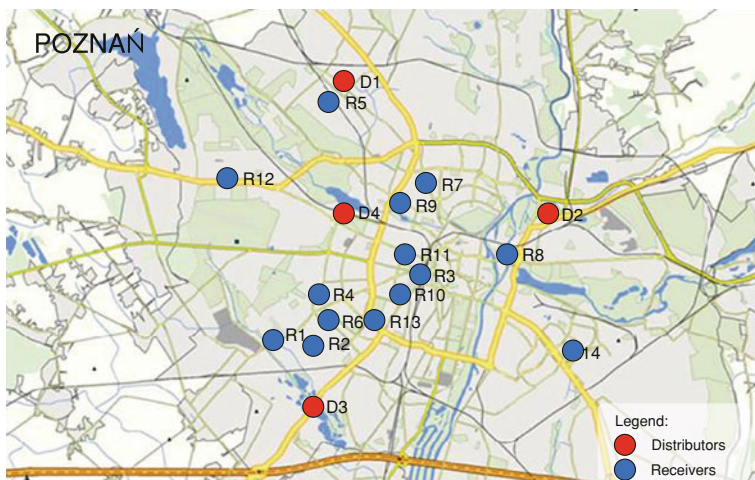 POZNAŃ
D1
R5
R12
R7
R9
D4
D2
R11
R8
R3
R4
R10
R6
R13
R1
R2
14
D3
Legend:
Distributors
Receivers